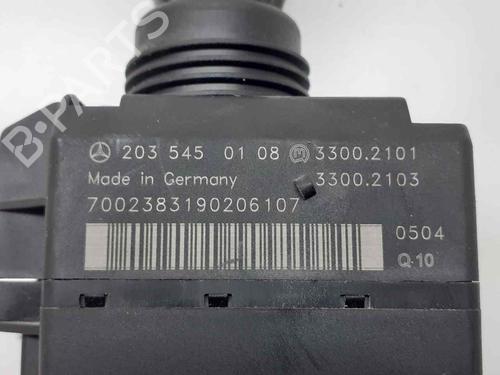 B-PARTS
203 545 01 08 3300.2101
Made in Germany 3300.2103
7002383190206107
0504
Q-10